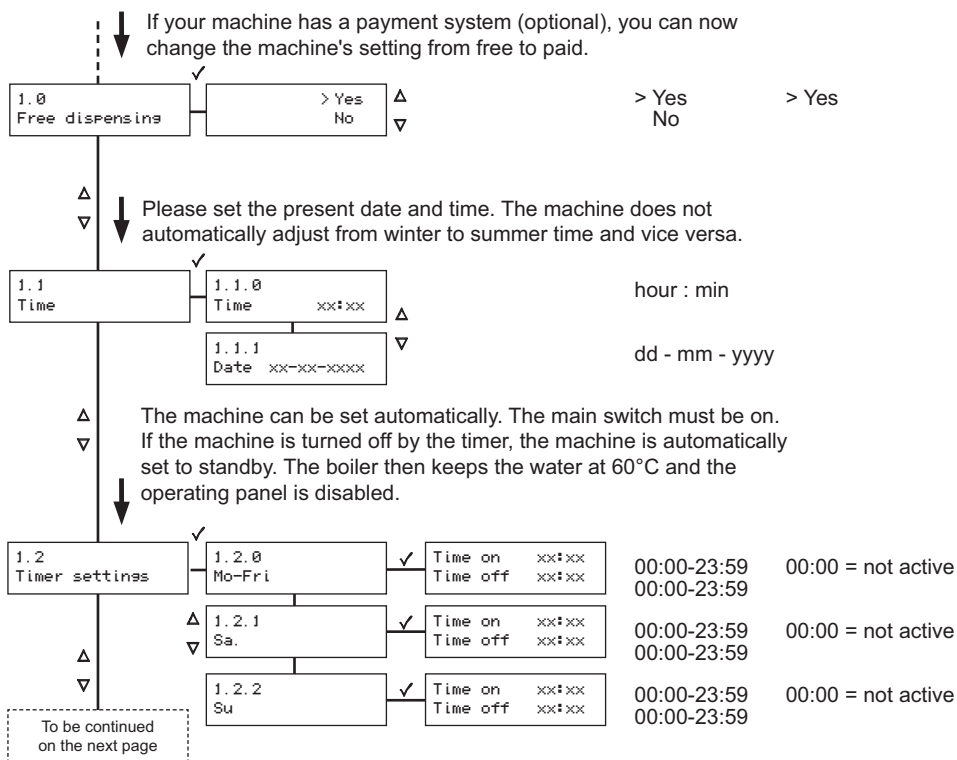 If your machine has a payment system (optional), you can now
change the machine's setting from free to paid.
1.0
Free dispensing
> Yes
No
> Yes
No
> Yes
Please set the present date and time. The machine does not
automatically adjust from winter to summer time and vice versa.
1.1
Time
1.1.0
Time xx:xx
hour : min
1.1.1
Date xx-xx-xxxx
dd - mm - yyyy
The machine can be set automatically. The main switch must be on.
If the machine is turned off by the timer, the machine is automatically
set to standby. The boiler then keeps the water at 60°C and the
operating panel is disabled.
1.2
Timer settings
1.2.0
Mo-Fri
Time on xx:xx
Time off xx:xx
00:00-23:59 00:00 = not active
00:00-23:59
1.2.1
Sa.
Time on xx:xx
Time off xx:xx
00:00-23:59 00:00 = not active
00:00-23:59
1.2.2
Su
Time on xx:xx
Time off xx:xx
00:00-23:59 00:00 = not active
00:00-23:59
To be continued
on the next page